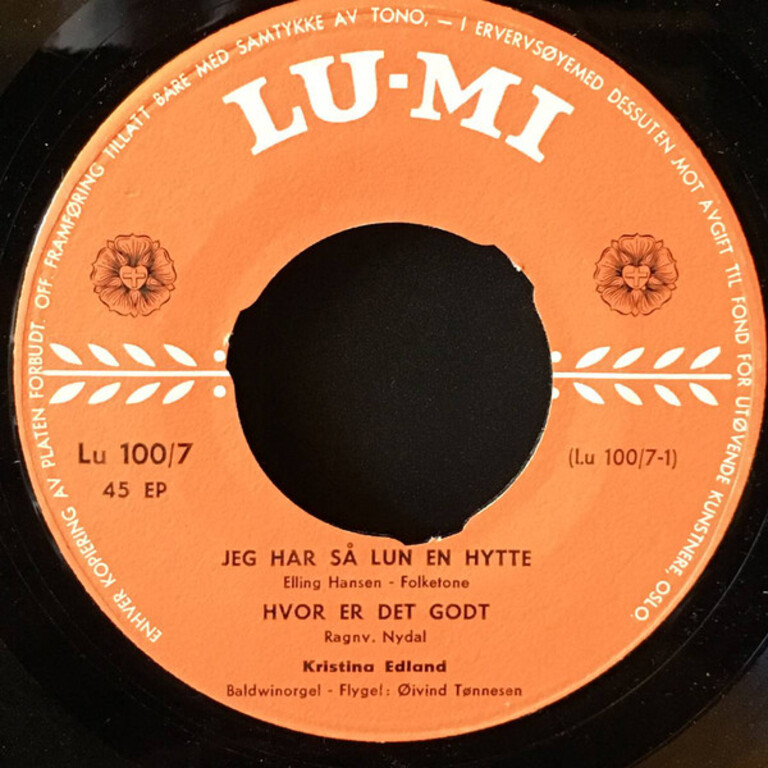 ENHVER KOPIERING AV PLATEN FORBUDT. OFF. FRAMFØRING TILLATT BARE MED SAMTYKKE AV TONO, — I ERVERVSØYEMED DESSUTEN MOT AVGIFT TIL FOND FOR UTØVENDE KUNSTNERE, OSLO.
LU-MI
Lu 100/7
45 EP
(Lu 100/7-1)
JEG HAR SÅ LUN EN HYTTE
Elling Hansen - Folketone
HVOR ER DET GODT
Ragnv. Nydal
Kristina Edland
Baldwinorgel - Flygel: Øivind Tønnesen